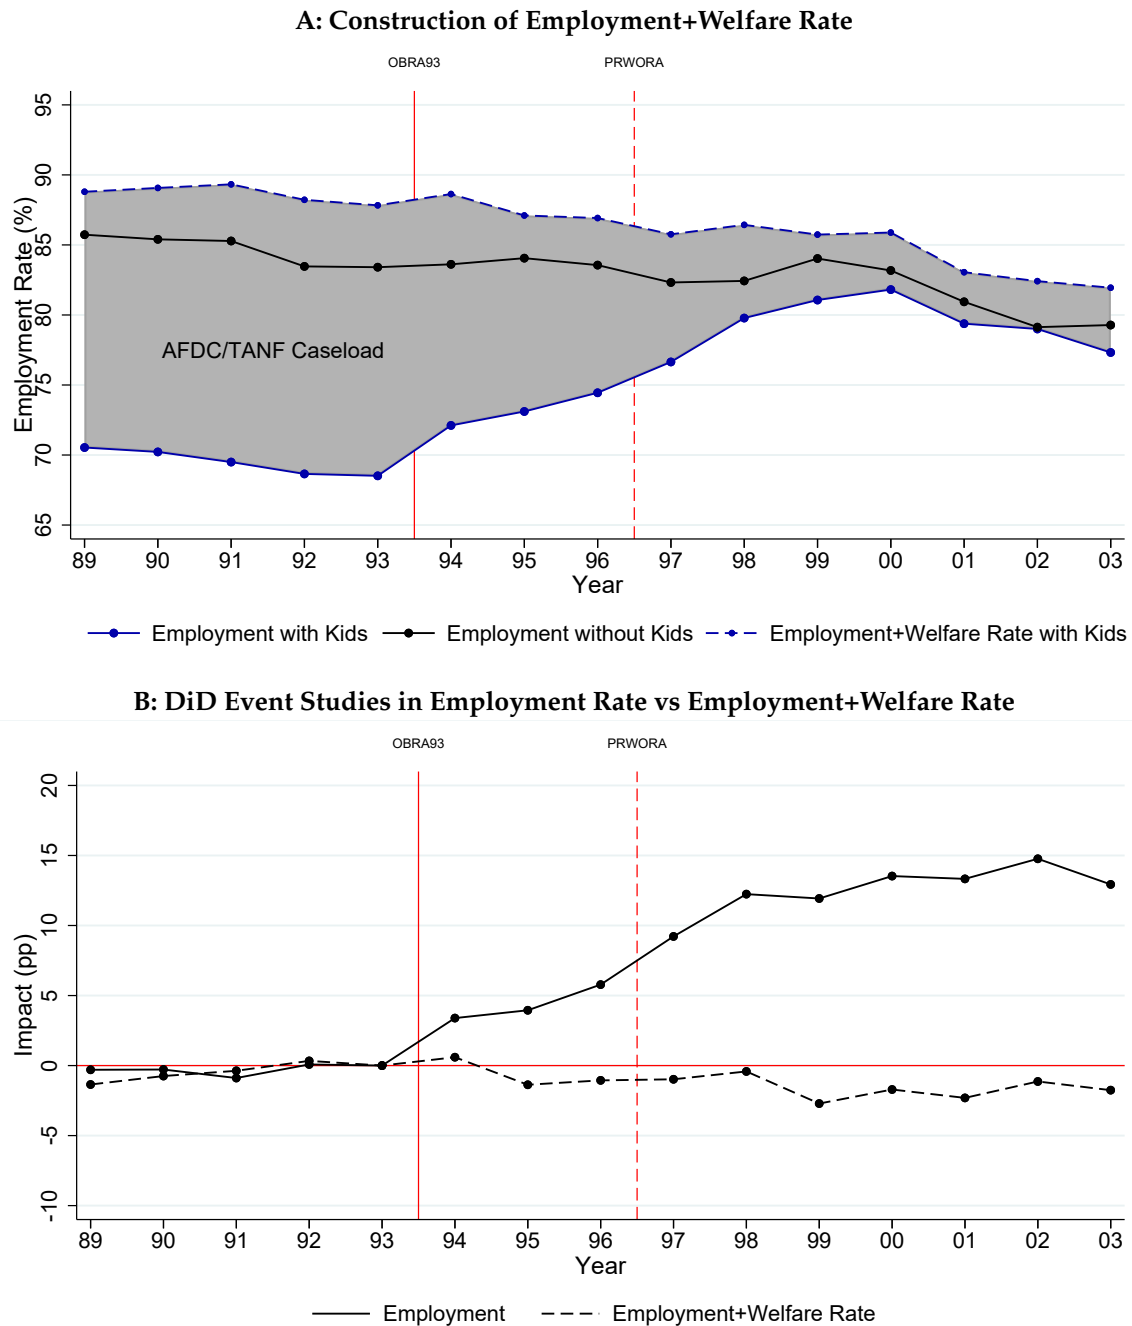 A: Construction of Employment+Welfare Rate
OBRA93 PRWORA
95
90
85
80
75
70
65
Employment Rate (%)
AFDC/TANF Caseload
89 90 91 92 93 94 95 96 97 98 99 00 01 02 03
Year
Employment with Kids Employment without Kids Employment+Welfare Rate with Kids
B: DiD Event Studies in Employment Rate vs Employment+Welfare Rate
OBRA93 PRWORA
20
15
10
5
0
-5
-10
Impact (pp)
89 90 91 92 93 94 95 96 97 98 99 00 01 02 03
Year
Employment Employment+Welfare Rate